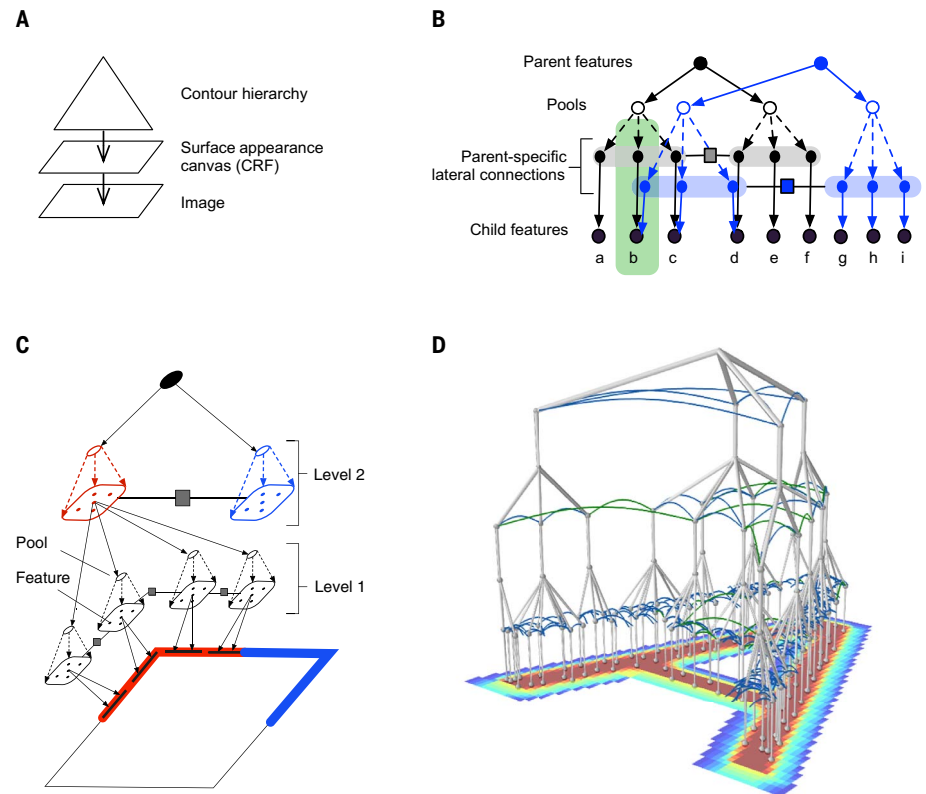 A
Contour hierarchy
Surface appearance
canvas (CRF)
Image
B
Parent features
Pools
Parent-specific
lateral connections
Child features
a b c d e f g h i
C
Level 2
Pool
Feature
Level 1
D